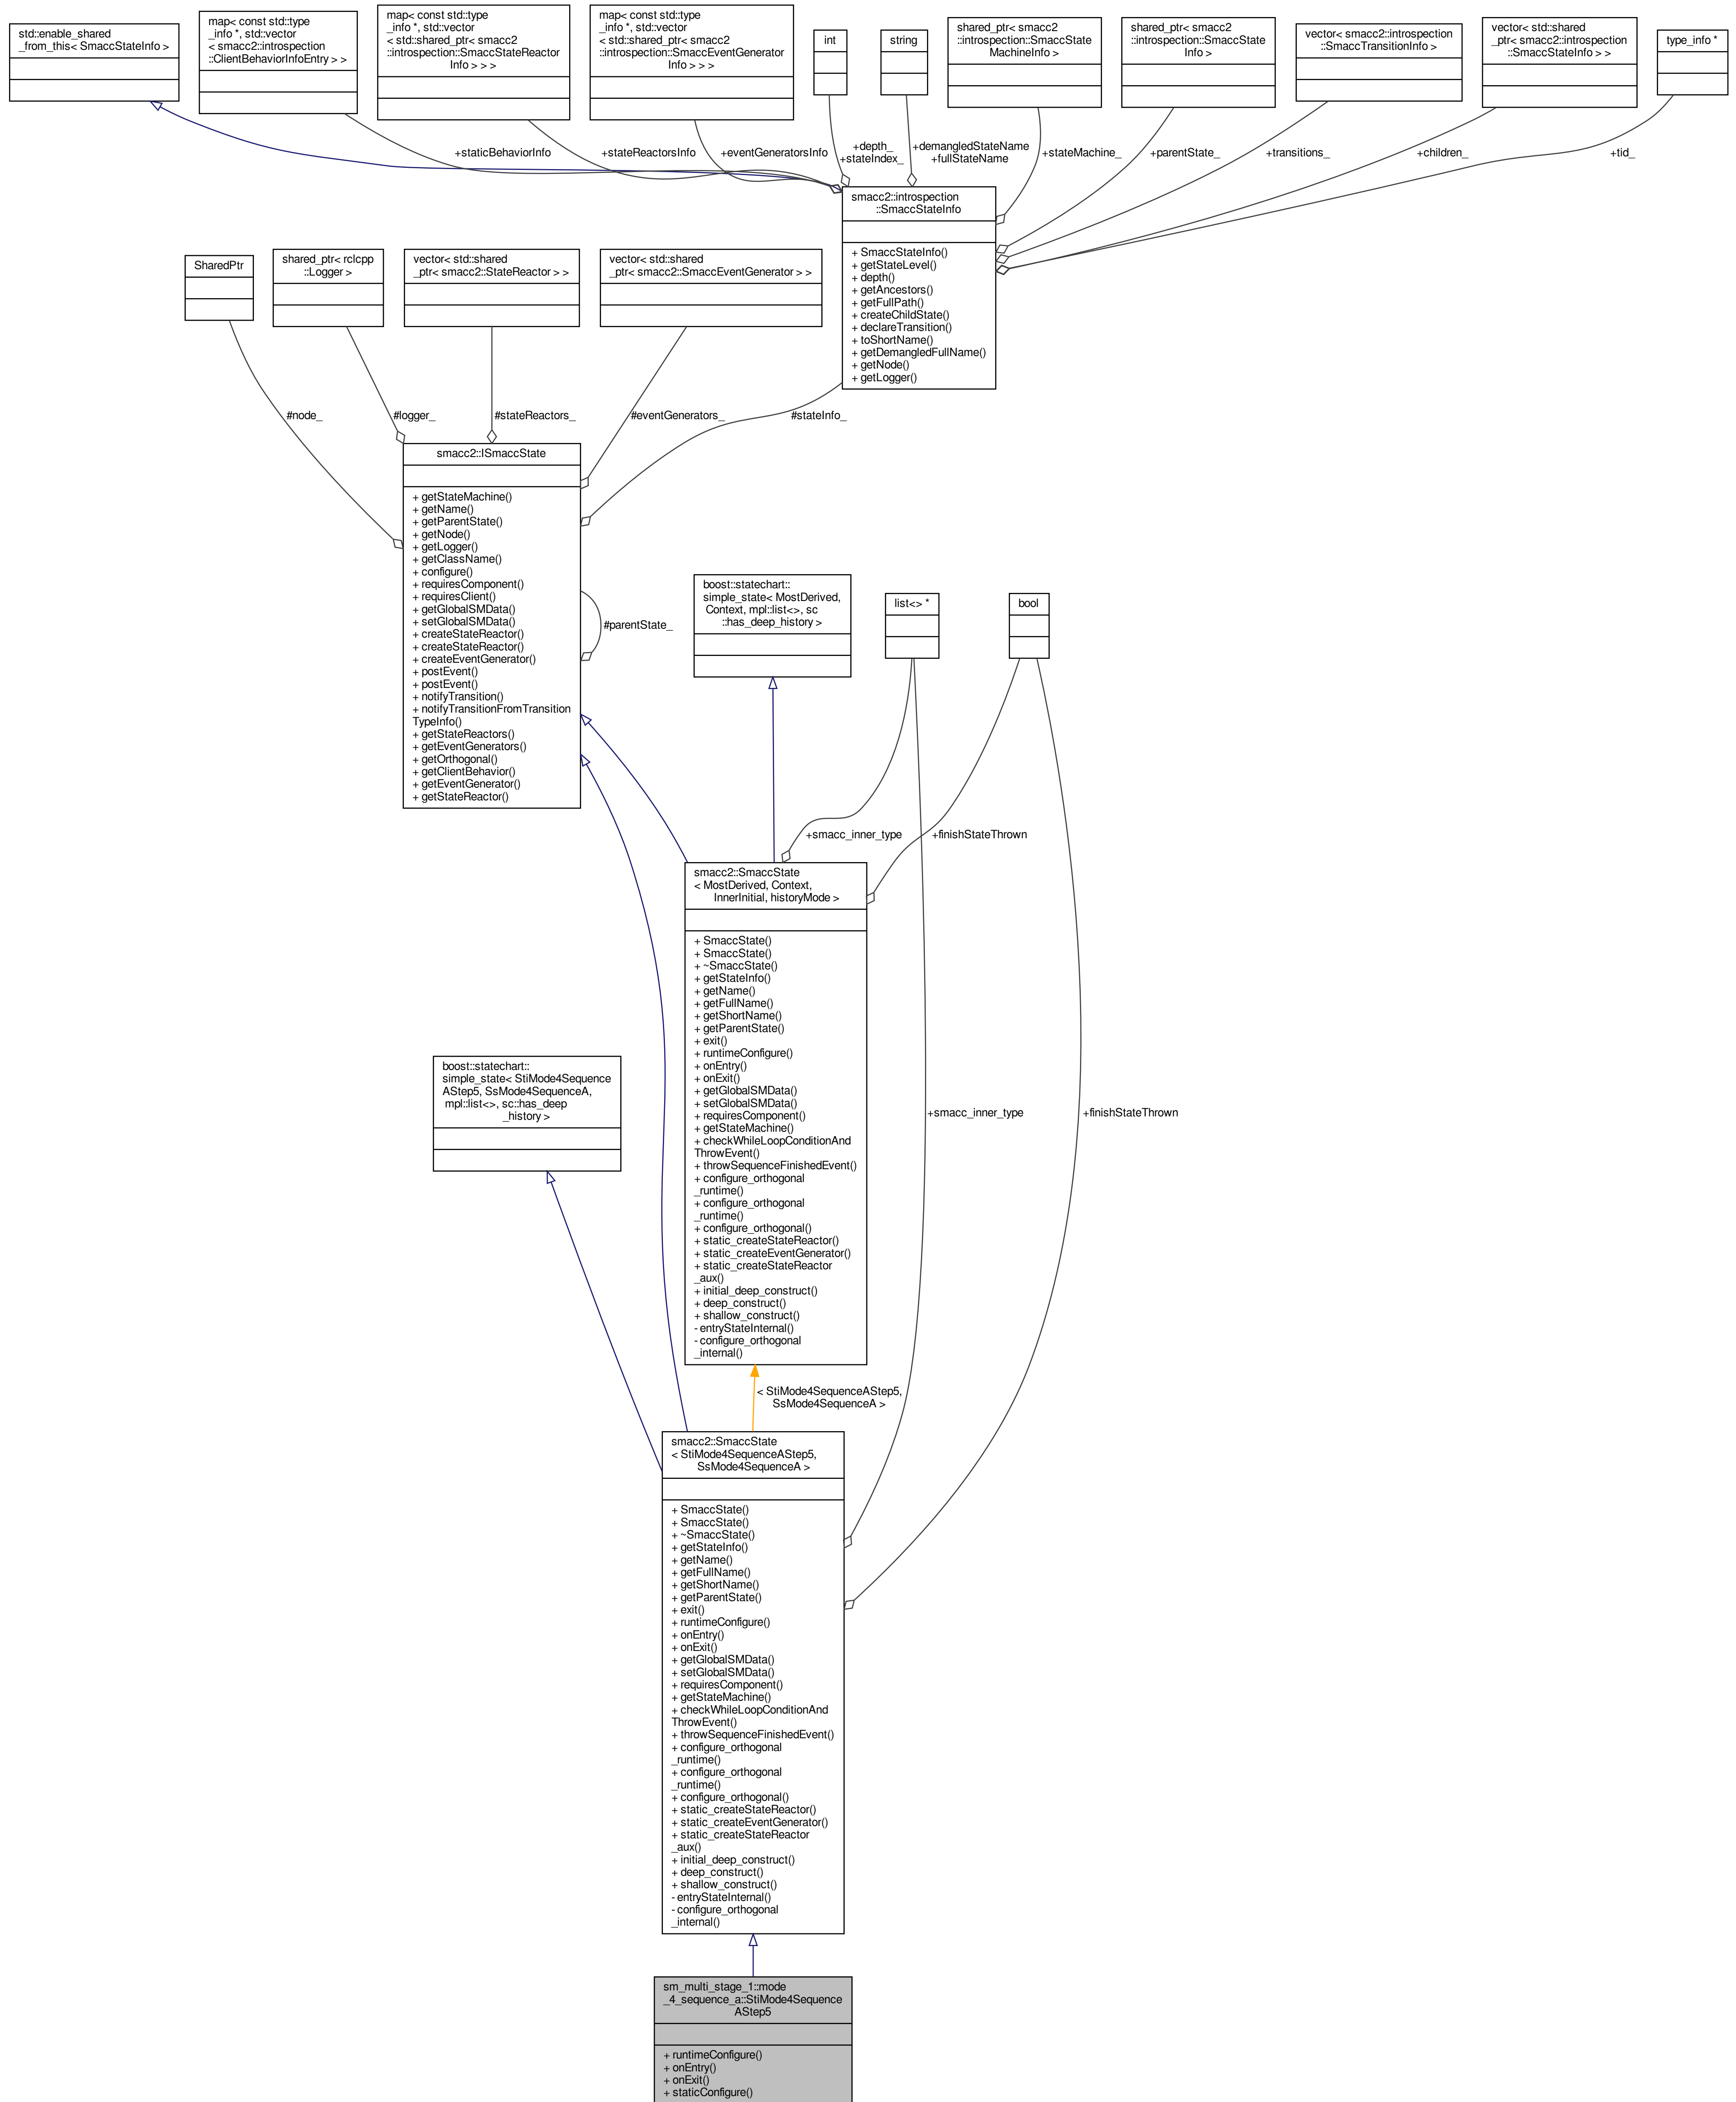 std::enable_shared
_from_this< SmaccStateInfo >
map< const std::type
_info *, std::vector
< smacc2::introspection
::ClientBehaviorInfoEntry > >
map< const std::type
_info *, std::vector
< std::shared_ptr< smacc2
::introspection::SmaccStateReactor
Info > > >
map< const std::type
_info *, std::vector
< std::shared_ptr< smacc2
::introspection::SmaccEventGenerator
Info > > >
int
string
shared_ptr< smacc2
::introspection::SmaccState
MachineInfo >
shared_ptr< smacc2
::introspection::SmaccState
Info >
vector< smacc2::introspection
::SmaccTransitionInfo >
vector< std::shared
_ptr< smacc2::introspection
::SmaccStateInfo > >
type_info *
+staticBehaviorInfo
+stateReactorsInfo
+eventGeneratorsInfo
+depth_
+stateIndex_
+demangledStateName
+fullStateName
+stateMachine_
+parentState_
+transitions_
+children_
+tid_
smacc2::introspection
::SmaccStateInfo
+ SmaccStateInfo()
+ getStateLevel()
+ depth()
+ getAncestors()
+ getFullPath()
+ createChildState()
+ declareTransition()
+ toShortName()
+ getDemangledFullName()
+ getNode()
+ getLogger()
SharedPtr
shared_ptr< rclcpp
::Logger >
vector< std::shared
_ptr< smacc2::StateReactor > >
vector< std::shared
_ptr< smacc2::SmaccEventGenerator > >
#node_
#logger_
#stateReactors_
#eventGenerators_
#stateInfo_
smacc2::ISmaccState
+ getStateMachine()
+ getName()
+ getParentState()
+ getNode()
+ getLogger()
+ getClassName()
+ configure()
+ requiresComponent()
+ requiresClient()
+ getGlobalSMData()
+ setGlobalSMData()
+ createStateReactor()
+ createStateReactor()
+ createEventGenerator()
+ postEvent()
+ postEvent()
+ notifyTransition()
+ notifyTransitionFromTransition
TypeInfo()
+ getStateReactors()
+ getEventGenerators()
+ getOrthogonal()
+ getClientBehavior()
+ getEventGenerator()
+ getStateReactor()
#parentState_
boost::statechart::
simple_state< MostDerived,
Context, mpl::list<>, sc
::has_deep_history >
list<> *
bool
+smacc_inner_type
+finishStateThrown
smacc2::SmaccState
< MostDerived, Context,
InnerInitial, historyMode >
+ SmaccState()
+ SmaccState()
+ ~SmaccState()
+ getStateInfo()
+ getName()
+ getFullName()
+ getShortName()
+ getParentState()
+ exit()
+ runtimeConfigure()
+ onEntry()
+ onExit()
+ getGlobalSMData()
+ setGlobalSMData()
+ requiresComponent()
+ getStateMachine()
+ checkWhileLoopConditionAnd
ThrowEvent()
+ throwSequenceFinishedEvent()
+ configure_orthogonal
_runtime()
+ configure_orthogonal
_runtime()
+ configure_orthogonal()
+ static_createStateReactor()
+ static_createEventGenerator()
+ static_createStateReactor
_aux()
+ initial_deep_construct()
+ deep_construct()
+ shallow_construct()
- entryStateInternal()
- configure_orthogonal
_internal()
boost::statechart::
simple_state< StiMode4Sequence
AStep5, SsMode4SequenceA,
mpl::list<>, sc::has_deep
_history >
+smacc_inner_type
+finishStateThrown
< StiMode4SequenceAStep5,
SsMode4SequenceA >
smacc2::SmaccState
< StiMode4SequenceAStep5,
SsMode4SequenceA >
+ SmaccState()
+ SmaccState()
+ ~SmaccState()
+ getStateInfo()
+ getName()
+ getFullName()
+ getShortName()
+ getParentState()
+ exit()
+ runtimeConfigure()
+ onEntry()
+ onExit()
+ getGlobalSMData()
+ setGlobalSMData()
+ requiresComponent()
+ getStateMachine()
+ checkWhileLoopConditionAnd
ThrowEvent()
+ throwSequenceFinishedEvent()
+ configure_orthogonal
_runtime()
+ configure_orthogonal
_runtime()
+ configure_orthogonal()
+ static_createStateReactor()
+ static_createEventGenerator()
+ static_createStateReactor
_aux()
+ initial_deep_construct()
+ deep_construct()
+ shallow_construct()
- entryStateInternal()
- configure_orthogonal
_internal()
sm_multi_stage_1::mode
_4_sequence_a::StiMode4Sequence
AStep5
+ runtimeConfigure()
+ onEntry()
+ onExit()
+ staticConfigure()